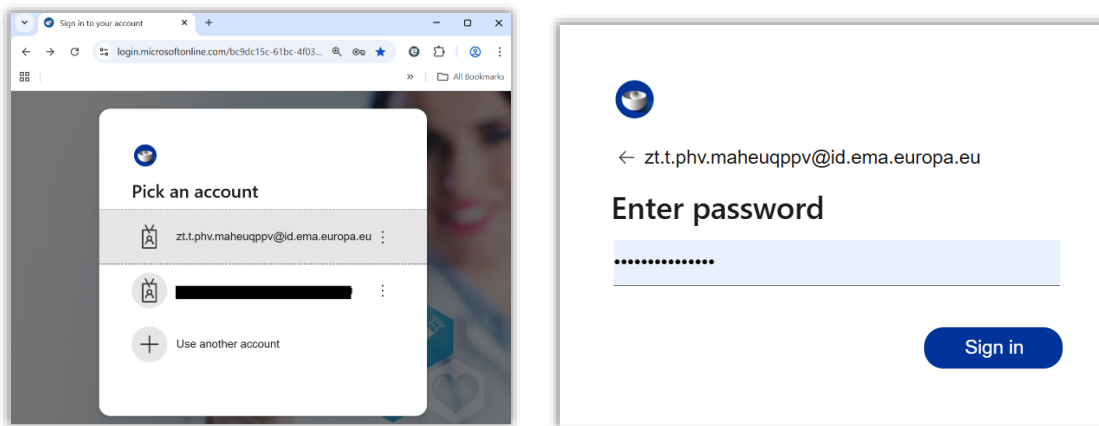 Sign in to your account
login.microsoftonline.com/bc9dc15c-61bc-4f03...
All Bookmarks
Pick an account
zt.t.phv.maheuqppv@id.ema.europa.eu
Use another account
zt.t.phv.maheuqppv@id.ema.europa.eu
Enter password
Sign in